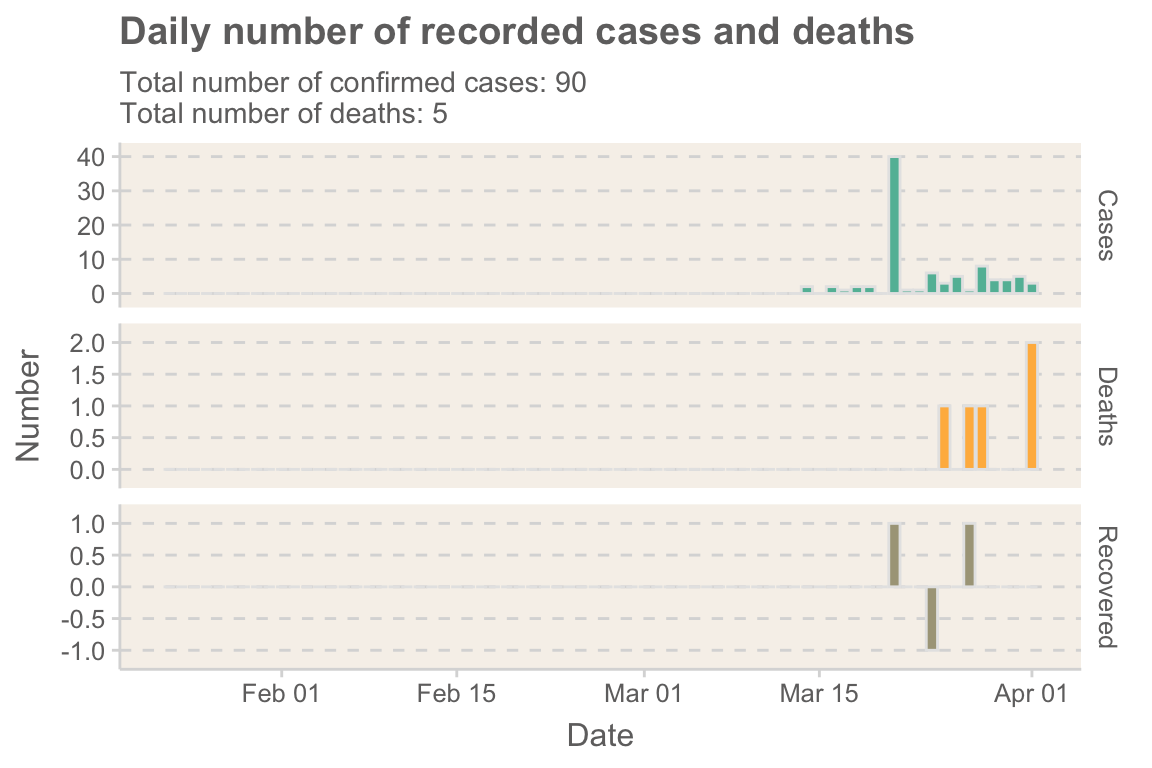 Daily number of recorded cases and deaths
Total number of confirmed cases: 90
Total number of deaths: 5
40
30
20
10
0
Cases
2.0
1.5
1.0
0.5
0.0
Deaths
1.0
0.5
0.0
-0.5
-1.0
Recovered
Number
Feb 01 Feb 15 Mar 01 Mar 15 Apr 01
Date